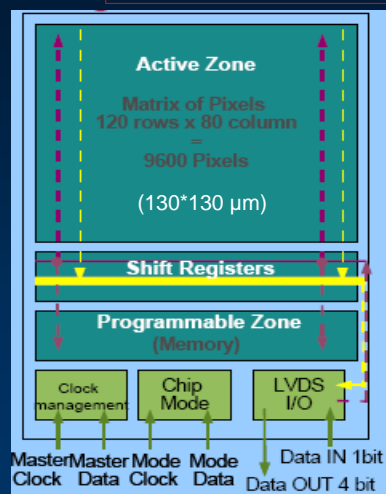 Active Zone
Matrix of Pixels
120 rows x 80 column
=
9600 Pixels
(130*130 µm)
Shift Registers
Programmable Zone
(Memory)
Clock
management
Chip
Mode
LVDS
I/O
Master
Clock
Master
Data
Mode
Clock
Mode
Data
Data IN 1bit
Data OUT 4 bit